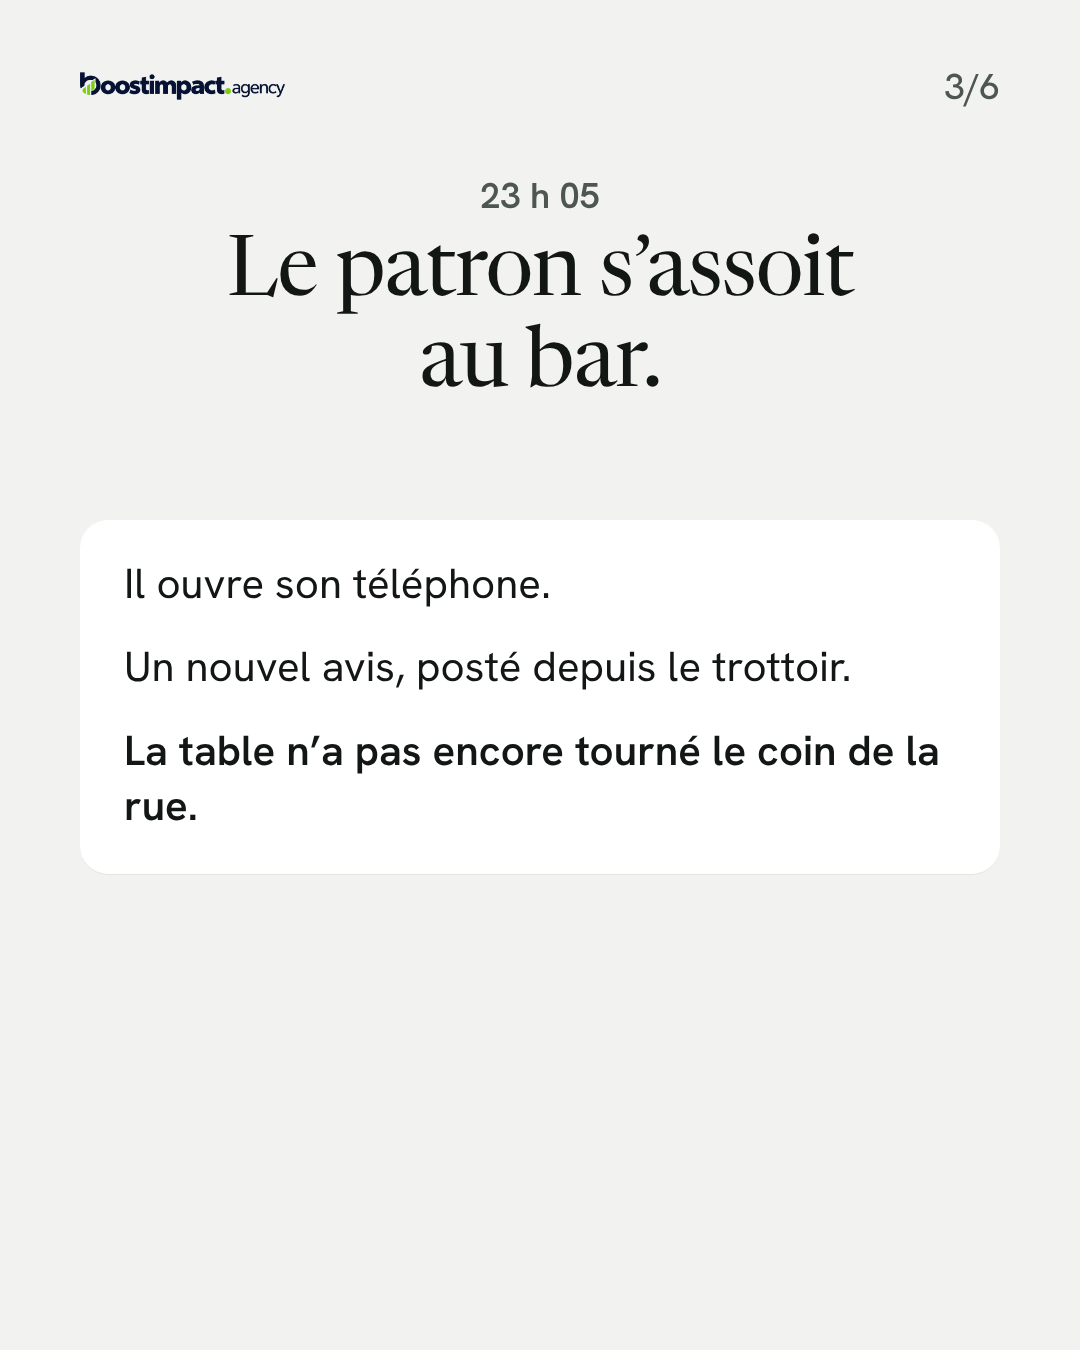 boostimpact.agency
3/6
23 h 05
Le patron s’assoit
au bar.
Il ouvre son téléphone.
Un nouvel avis, posté depuis le trottoir.
La table n’a pas encore tourné le coin de la
rue.